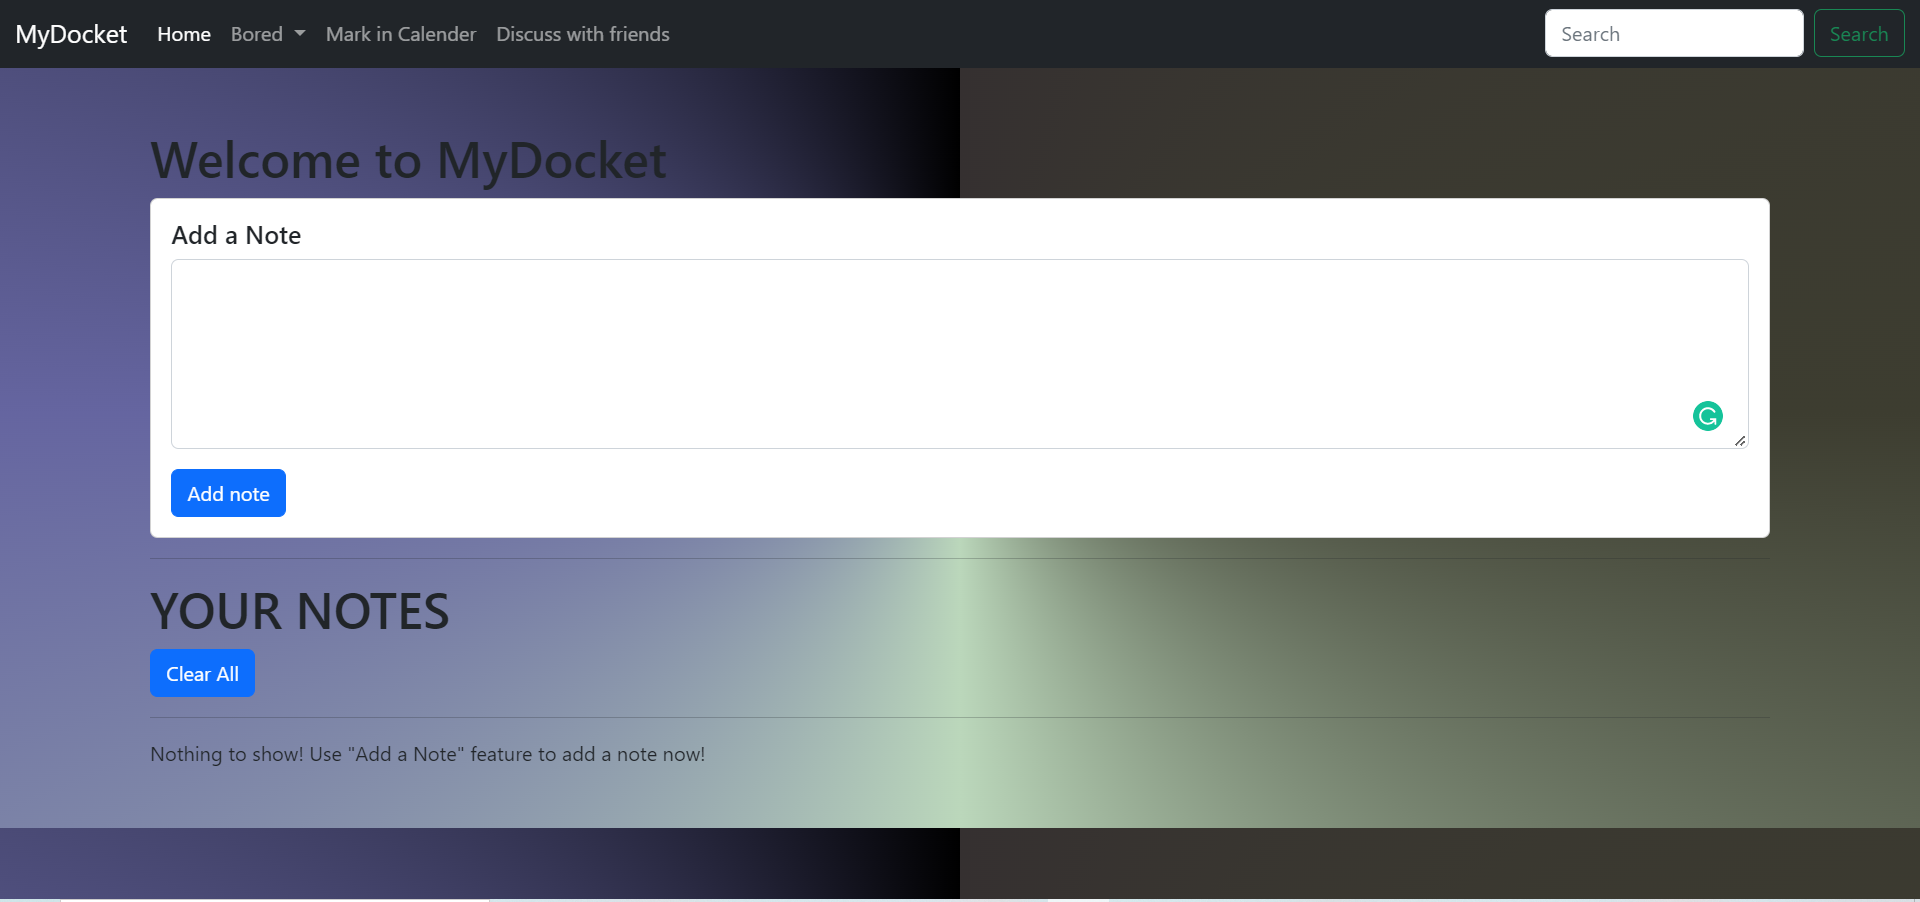 MyDocket Home Bored Mark in Calender Discuss with friends Search Search
Welcome to MyDocket
Add a Note
Add note
YOUR NOTES
Clear All
Nothing to show! Use "Add a Note" feature to add a note now!